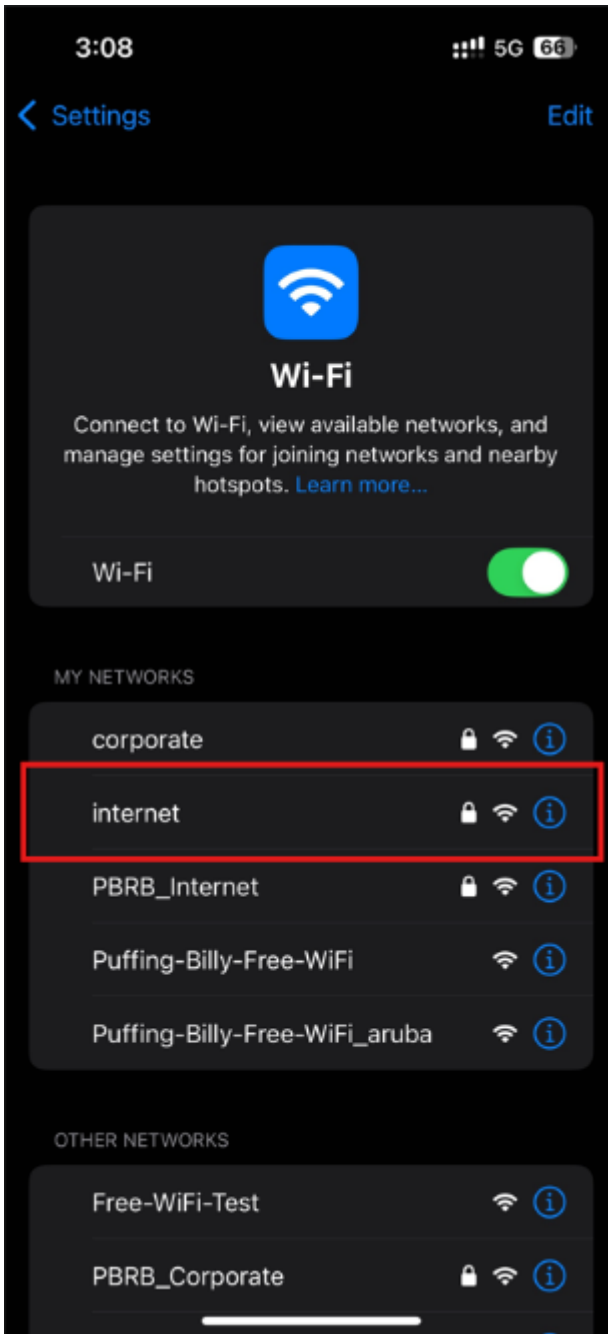 3:08 5G 66
Settings Edit
Wi-Fi
Connect to Wi-Fi, view available networks, and
manage settings for joining networks and nearby
hotspots. Learn more...
Wi-Fi
MY NETWORKS
corporate
internet
PBRB_Internet
Puffing-Billy-Free-WiFi
Puffing-Billy-Free-WiFi_aruba
OTHER NETWORKS
Free-WiFi-Test
PBRB_Corporate